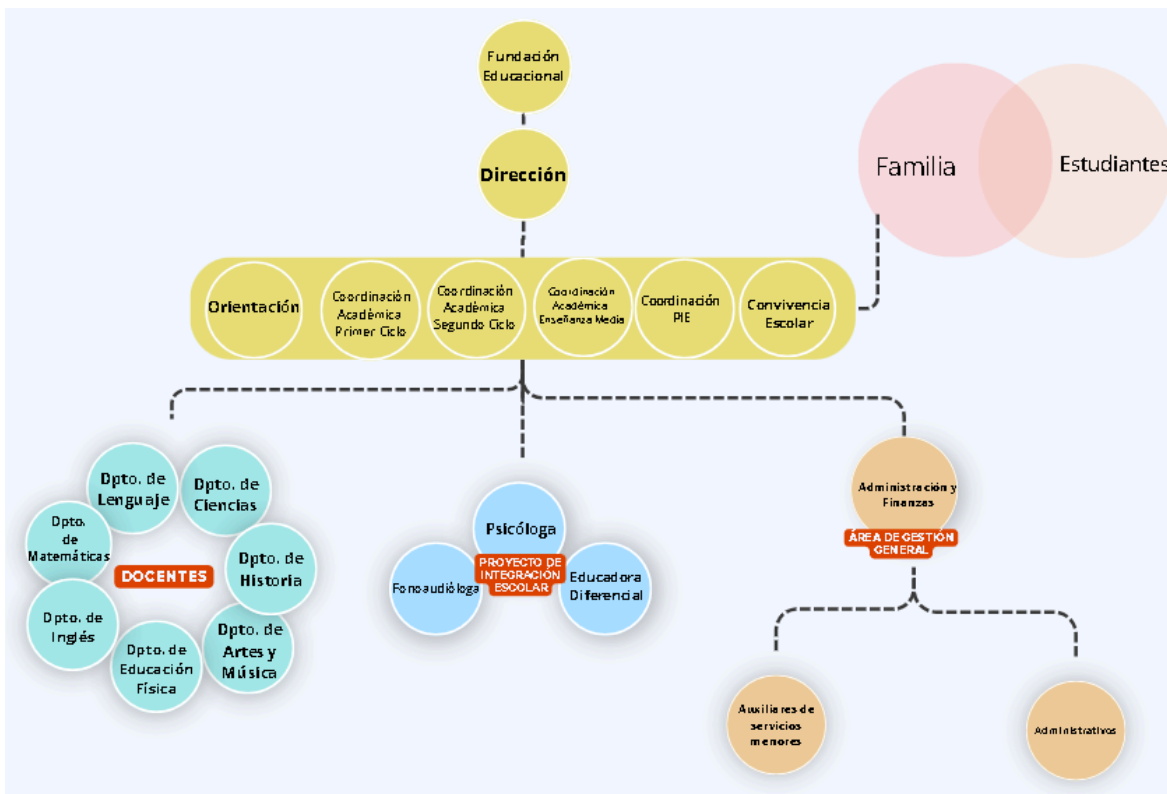 Fundación
Educacional
Dirección
Familia
Estudiantes
Orientación
Coordinación
Académica
Primer Ciclo
Coordinación
Académica
Segundo Ciclo
Coordinación
Académica
Enseñanza Media
Coordinación
PIE
Convivencia
Escolar
Dpto. de
Lenguaje
Dpto. de
Ciencias
Dpto.
de
Matemáticas
Dpto. de
Historia
DOCENTES
Dpto. de
Inglés
Dpto. de
Artes y
Música
Dpto. de
Educación
Física
Psicóloga
PROYECTO DE
INTEGRACIÓN
ESCOLAR
Fonoaudióloga
Educadora
Diferencial
Administración y
Finanzas
ÁREA DE GESTIÓN
GENERAL
Auxiliares de
servicios
menores
Administrativos